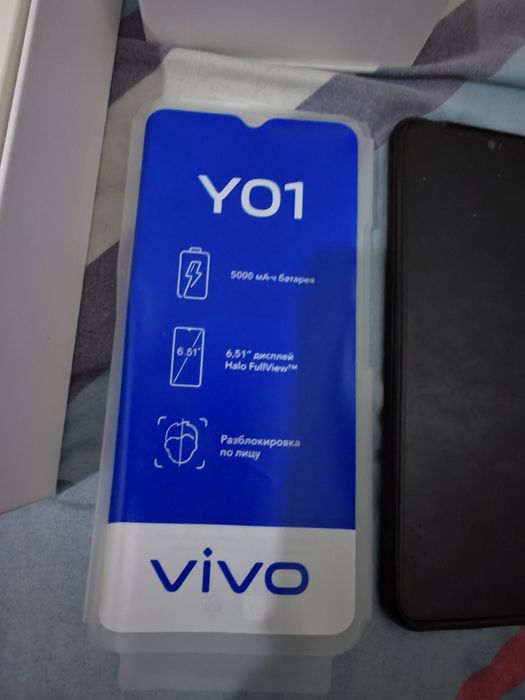 Y01
5000 мА·ч батарея
6.51"
6,51" дисплей
Halo FullView™
Разблокировка
по лицу
vivo